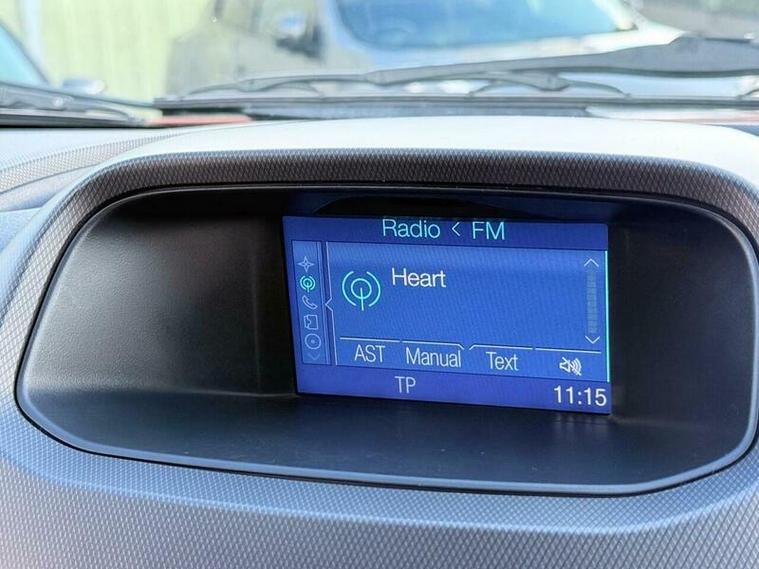 Radio < FM
Heart
AST Manual Text
TP 11:15